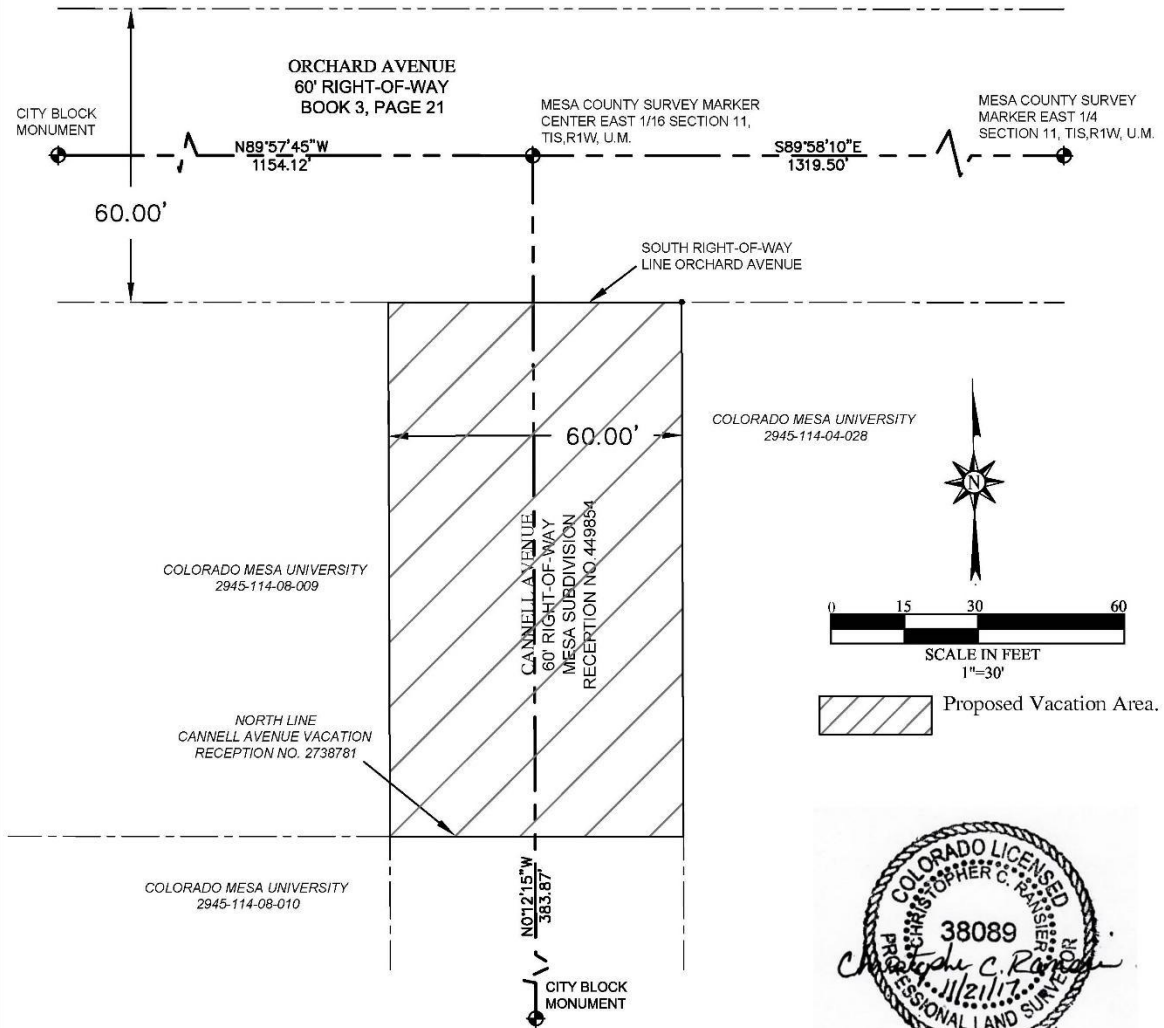 ORCHARD AVENUE
60' RIGHT-OF-WAY
BOOK 3, PAGE 21
CITY BLOCK
MONUMENT
MESA COUNTY SURVEY MARKER
CENTER EAST 1/16 SECTION 11,
TIS,R1W, U.M.
MESA COUNTY SURVEY
MARKER EAST 1/4
SECTION 11, TIS,R1W, U.M.
N89°57'45"W
1154.12'
S89°58'10"E
1319.50'
60.00'
SOUTH RIGHT-OF-WAY
LINE ORCHARD AVENUE
60.00'
COLORADO MESA UNIVERSITY
2945-114-04-028
N
CANNELL AVENUE
60' RIGHT-OF-WAY
MESA SUBDIVISION
RECEPTION NO.449854
COLORADO MESA UNIVERSITY
2945-114-08-009
0 15 30 60
SCALE IN FEET
1"=30'
Proposed Vacation Area.
NORTH LINE
CANNELL AVENUE VACATION
RECEPTION NO. 2738781
COLORADO MESA UNIVERSITY
2945-114-08-010
N0°12'15"W
383.87'
CITY BLOCK
MONUMENT
COLORADO LICENSED
CHRISTOPHER C. RANSIER
38089
Christopher C. Ransier
11/21/17
PROFESSIONAL LAND SURVEYOR